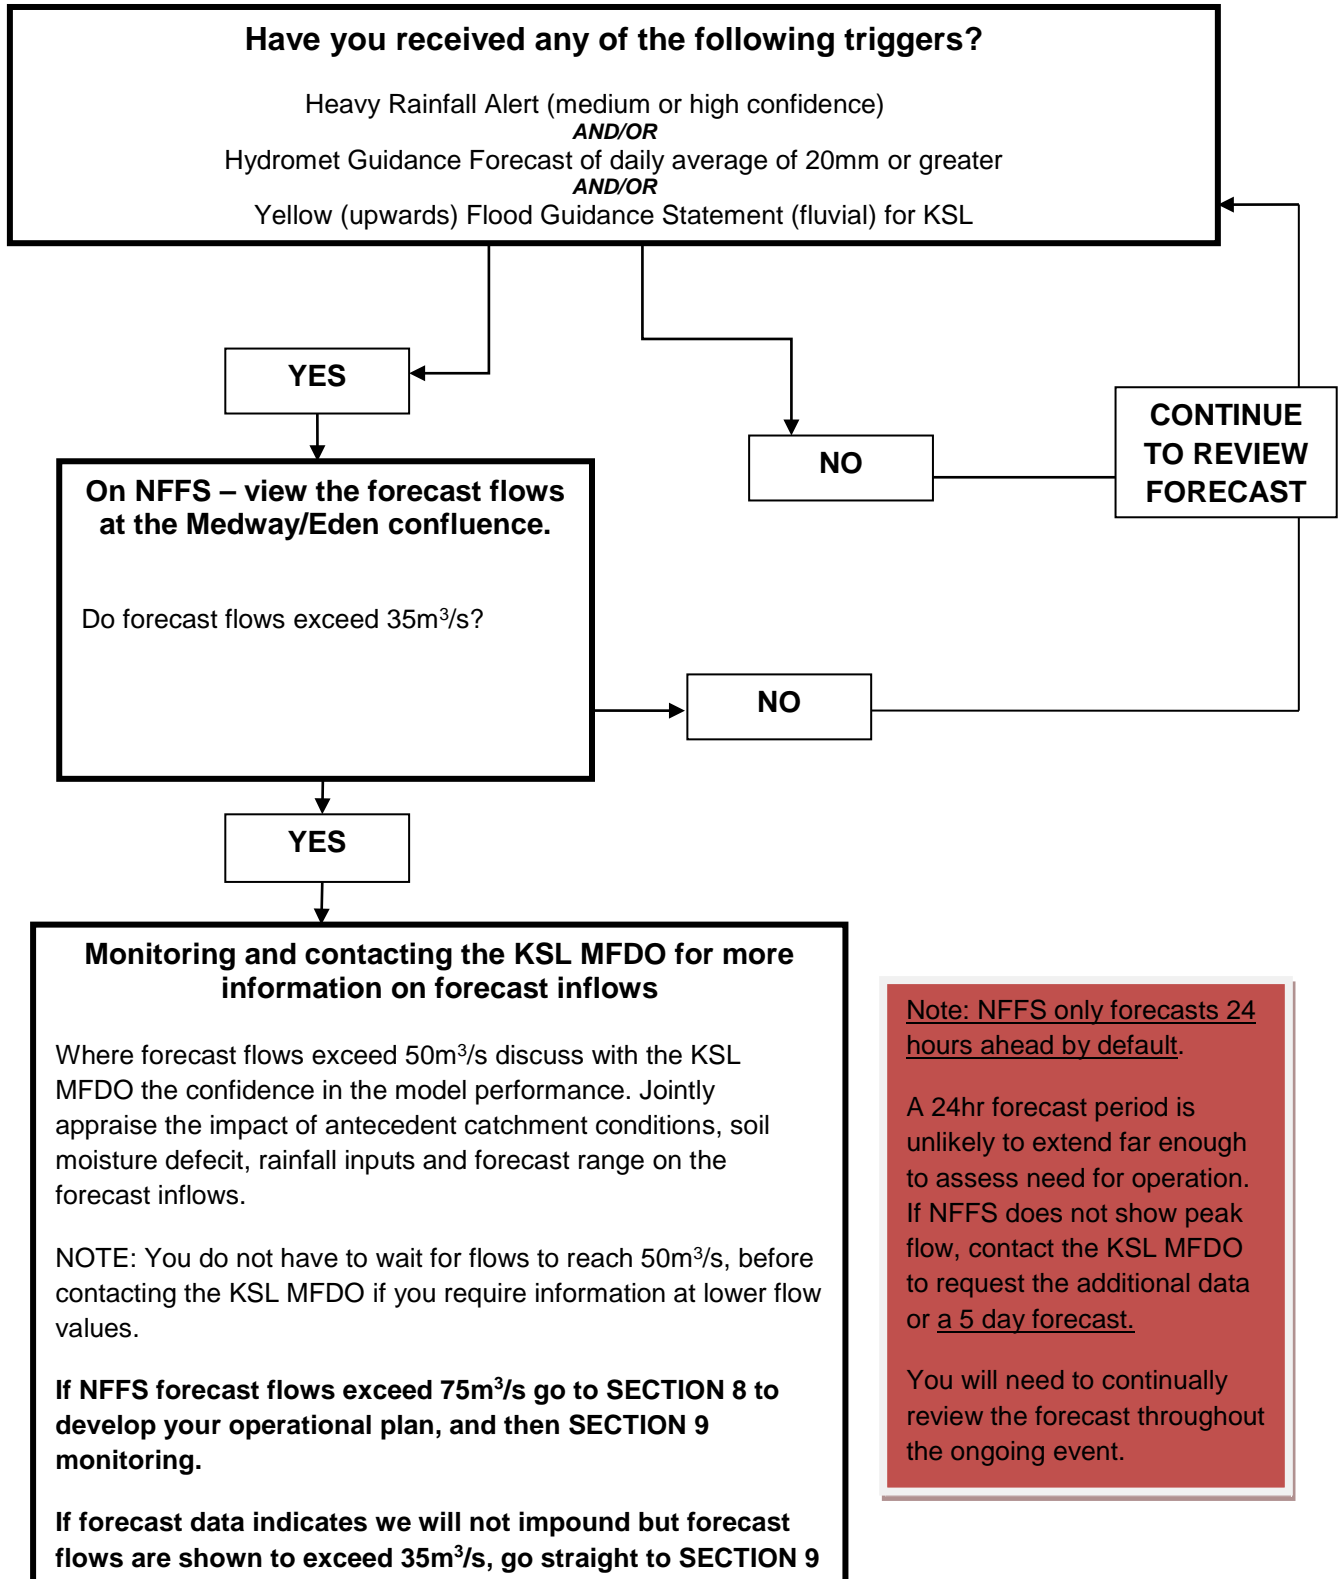 Have you received any of the following triggers?
Heavy Rainfall Alert (medium or high confidence)
AND/OR
Hydromet Guidance Forecast of daily average of 20mm or greater
AND/OR
Yellow (upwards) Flood Guidance Statement (fluvial) for KSL
YES
NO
CONTINUE
TO REVIEW
FORECAST
On NFFS – view the forecast flows
at the Medway/Eden confluence.
Do forecast flows exceed 35m³/s?
NO
YES
Monitoring and contacting the KSL MFDO for more
information on forecast inflows
Where forecast flows exceed 50m³/s discuss with the KSL
MFDO the confidence in the model performance. Jointly
appraise the impact of antecedent catchment conditions, soil
moisture defecit, rainfall inputs and forecast range on the
forecast inflows.
NOTE: You do not have to wait for flows to reach 50m³/s, before
contacting the KSL MFDO if you require information at lower flow
values.
If NFFS forecast flows exceed 75m³/s go to SECTION 8 to
develop your operational plan, and then SECTION 9
monitoring.
If forecast data indicates we will not impound but forecast
flows are shown to exceed 35m³/s, go straight to SECTION 9
Note: NFFS only forecasts 24
hours ahead by default.
A 24hr forecast period is
unlikely to extend far enough
to assess need for operation.
If NFFS does not show peak
flow, contact the KSL MFDO
to request the additional data
or a 5 day forecast.
You will need to continually
review the forecast throughout
the ongoing event.